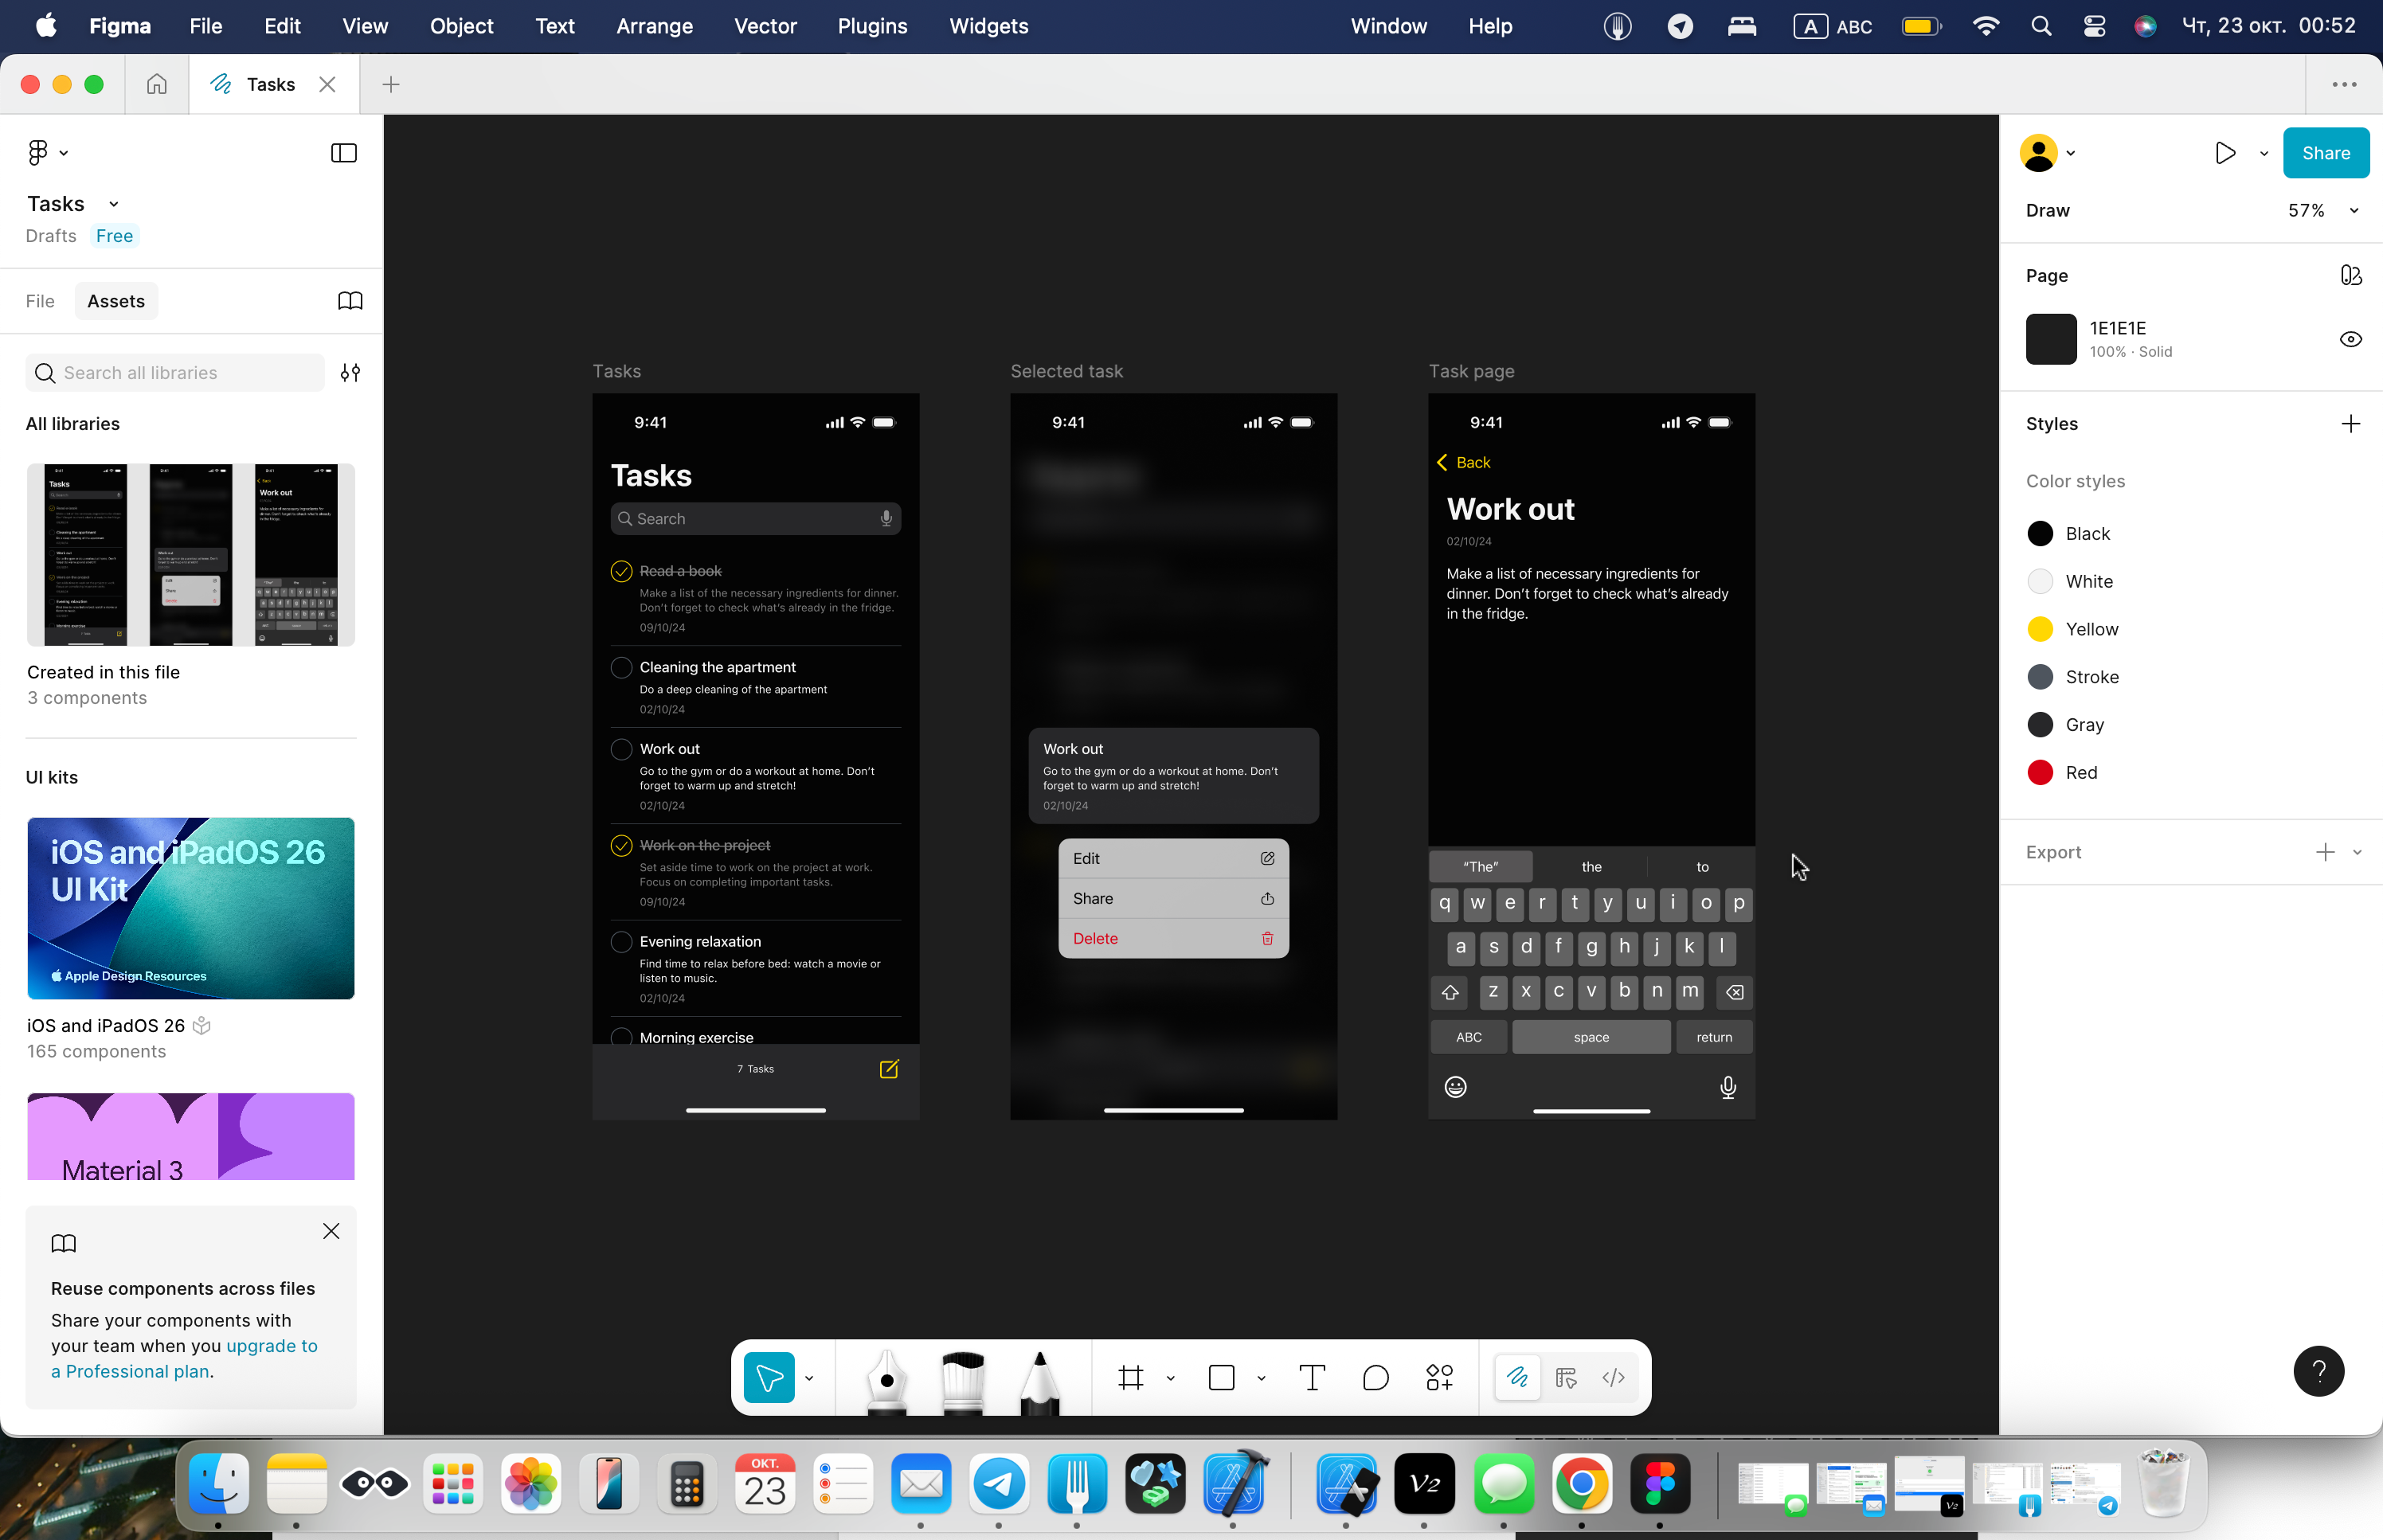 Figma File Edit View Object Text Arrange Vector Plugins Widgets Window Help A ABC Чт, 23 окт. 00:52
Tasks
Tasks
Drafts Free
File Assets
Search all libraries
All libraries
Created in this file
3 components
UI kits
iOS and iPadOS 26
UI Kit
Apple Design Resources
iOS and iPadOS 26
165 components
Material 3
Reuse components across files
Share your components with
your team when you upgrade to
a Professional plan.
Tasks
9:41
Tasks
Search
Read a book
Make a list of the necessary ingredients for dinner.
Don't forget to check what's already in the fridge.
09/10/24
Cleaning the apartment
Do a deep cleaning of the apartment
02/10/24
Work out
Go to the gym or do a workout at home. Don't
forget to warm up and stretch!
02/10/24
Work on the project
Set aside time to work on the project at work.
Focus on completing important tasks.
09/10/24
Evening relaxation
Find time to relax before bed: watch a movie or
listen to music.
02/10/24
Morning exercise
7 Tasks
Selected task
9:41
Work out
Go to the gym or do a workout at home. Don't
forget to warm up and stretch!
02/10/24
Edit
Share
Delete
Task page
9:41
Back
Work out
02/10/24
Make a list of necessary ingredients for
dinner. Don't forget to check what's already
in the fridge.
"The" the to
q w e r t y u i o p
a s d f g h j k l
z x c v b n m
ABC space return
Share
Draw 57%
Page
1E1E1E
100% · Solid
Styles
Color styles
Black
White
Yellow
Stroke
Gray
Red
Export
?
ОКТ.
23
V2